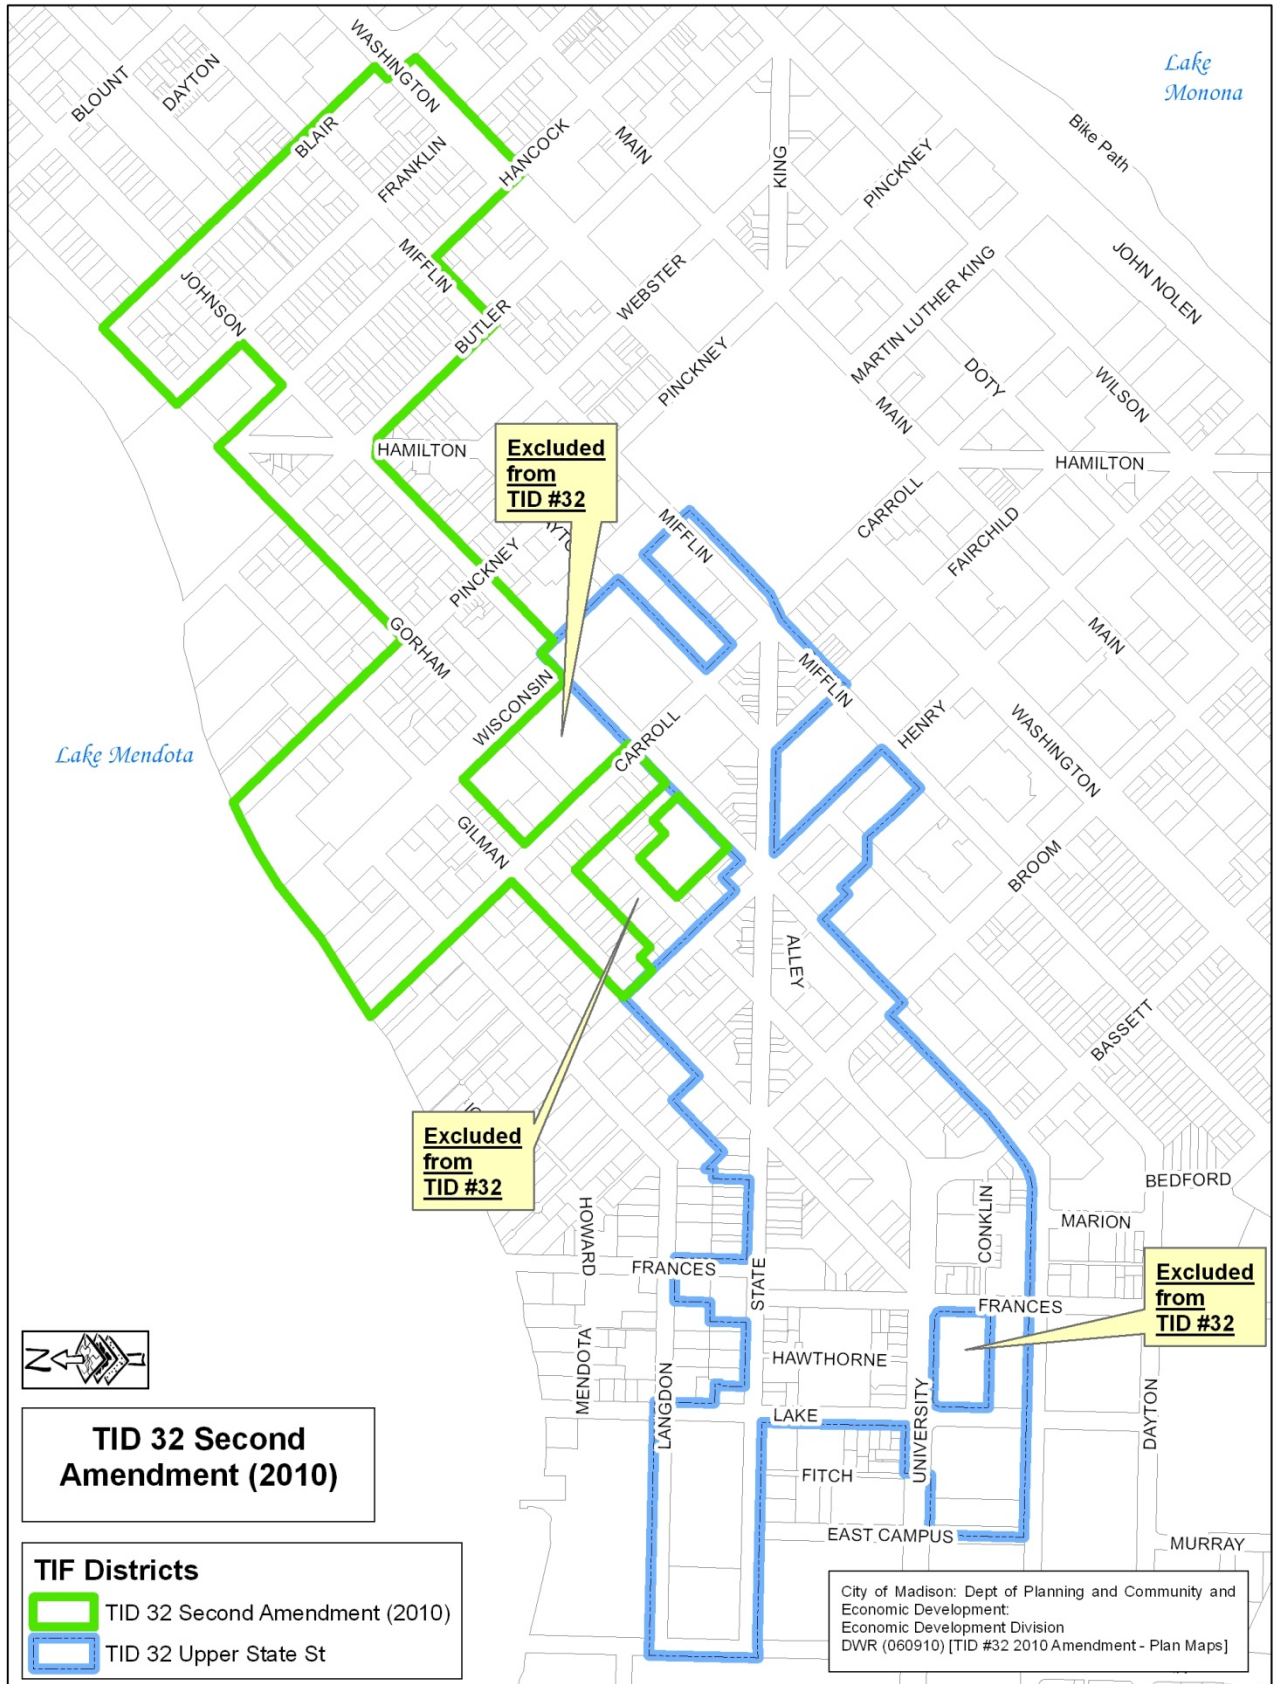 Lake
Monona
WASHINGTON
BLOUNT
DAYTON
BLAIR
FRANKLIN
HANCOCK
MAIN
KING
PINCKNEY
Bike Path
MIFFLIN
JOHNSON
BUTLER
WEBSTER
MARTIN LUTHER KING
JOHN NOLEN
PINCKNEY
DOTY
WILSON
MAIN
HAMILTON
HAMILTON
Excluded
from
TID #32
CARROLL
FAIRCHILD
MIFFLIN
PINCKNEY
GORHAM
MAIN
MIFFLIN
WISCONSIN
CARROLL
HENRY
WASHINGTON
Lake Mendota
GILMAN
BROOM
ALLEY
BASSETT
Excluded
from
TID #32
BEDFORD
HOWARD
CONKLIN
MARION
FRANCES
STATE
FRANCES
Excluded
from
TID #32
MENDOTA
HAWTHORNE
LANGDON
UNIVERSITY
DAYTON
LAKE
FITCH
EAST CAMPUS
MURRAY
N
TID 32 Second
Amendment (2010)
TIF Districts
TID 32 Second Amendment (2010)
TID 32 Upper State St
City of Madison: Dept of Planning and Community and
Economic Development:
Economic Development Division
DWR (060910) [TID #32 2010 Amendment - Plan Maps]